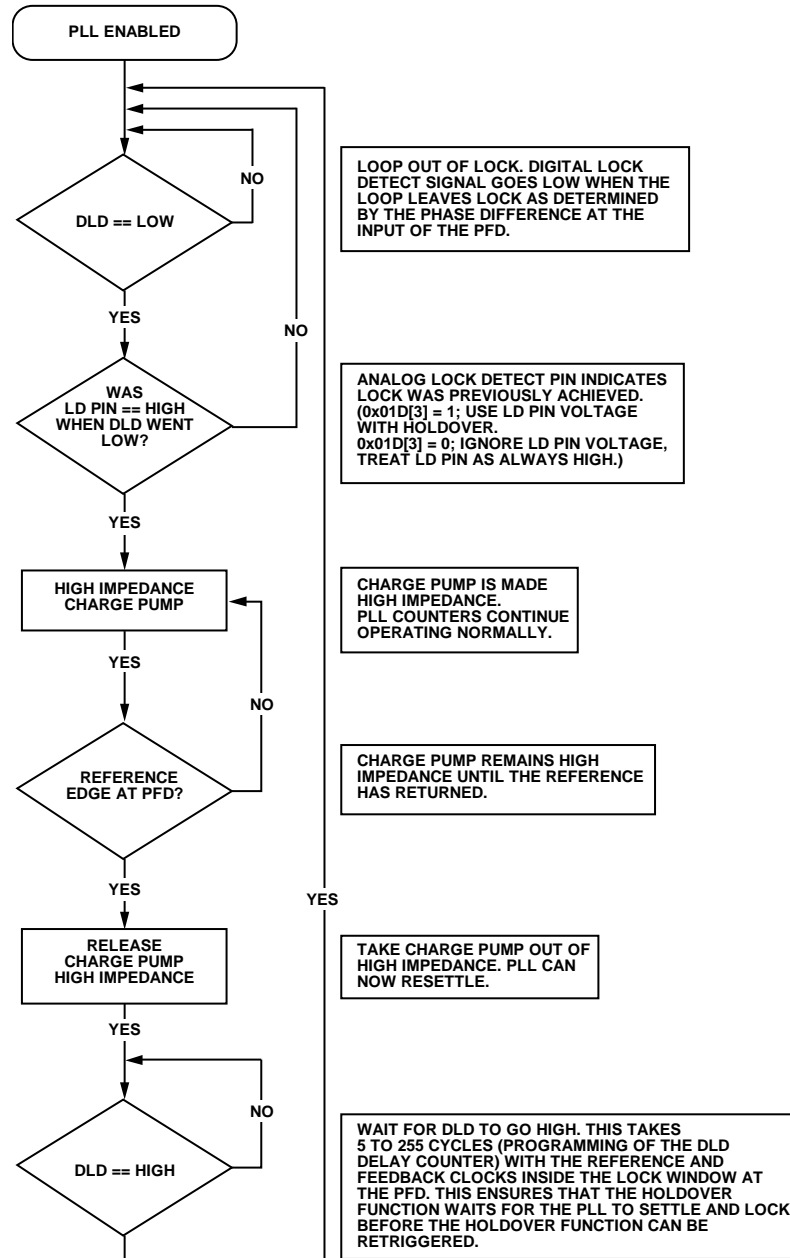 PLL ENABLED
NO
DLD == LOW
LOOP OUT OF LOCK. DIGITAL LOCK
DETECT SIGNAL GOES LOW WHEN THE
LOOP LEAVES LOCK AS DETERMINED
BY THE PHASE DIFFERENCE AT THE
INPUT OF THE PFD.
YES
NO
WAS
LD PIN == HIGH
WHEN DLD WENT
LOW?
ANALOG LOCK DETECT PIN INDICATES
LOCK WAS PREVIOUSLY ACHIEVED.
(0x01D[3] = 1; USE LD PIN VOLTAGE
WITH HOLDOVER.
0x01D[3] = 0; IGNORE LD PIN VOLTAGE,
TREAT LD PIN AS ALWAYS HIGH.)
YES
HIGH IMPEDANCE
CHARGE PUMP
CHARGE PUMP IS MADE
HIGH IMPEDANCE.
PLL COUNTERS CONTINUE
OPERATING NORMALLY.
YES
NO
REFERENCE
EDGE AT PFD?
CHARGE PUMP REMAINS HIGH
IMPEDANCE UNTIL THE REFERENCE
HAS RETURNED.
YES
YES
RELEASE
CHARGE PUMP
HIGH IMPEDANCE
TAKE CHARGE PUMP OUT OF
HIGH IMPEDANCE. PLL CAN
NOW RESETTLE.
YES
NO
DLD == HIGH
WAIT FOR DLD TO GO HIGH. THIS TAKES
5 TO 255 CYCLES (PROGRAMMING OF THE DLD
DELAY COUNTER) WITH THE REFERENCE AND
FEEDBACK CLOCKS INSIDE THE LOCK WINDOW AT
THE PFD. THIS ENSURES THAT THE HOLDOVER
FUNCTION WAITS FOR THE PLL TO SETTLE AND LOCK
BEFORE THE HOLDOVER FUNCTION CAN BE
RETRIGGERED.